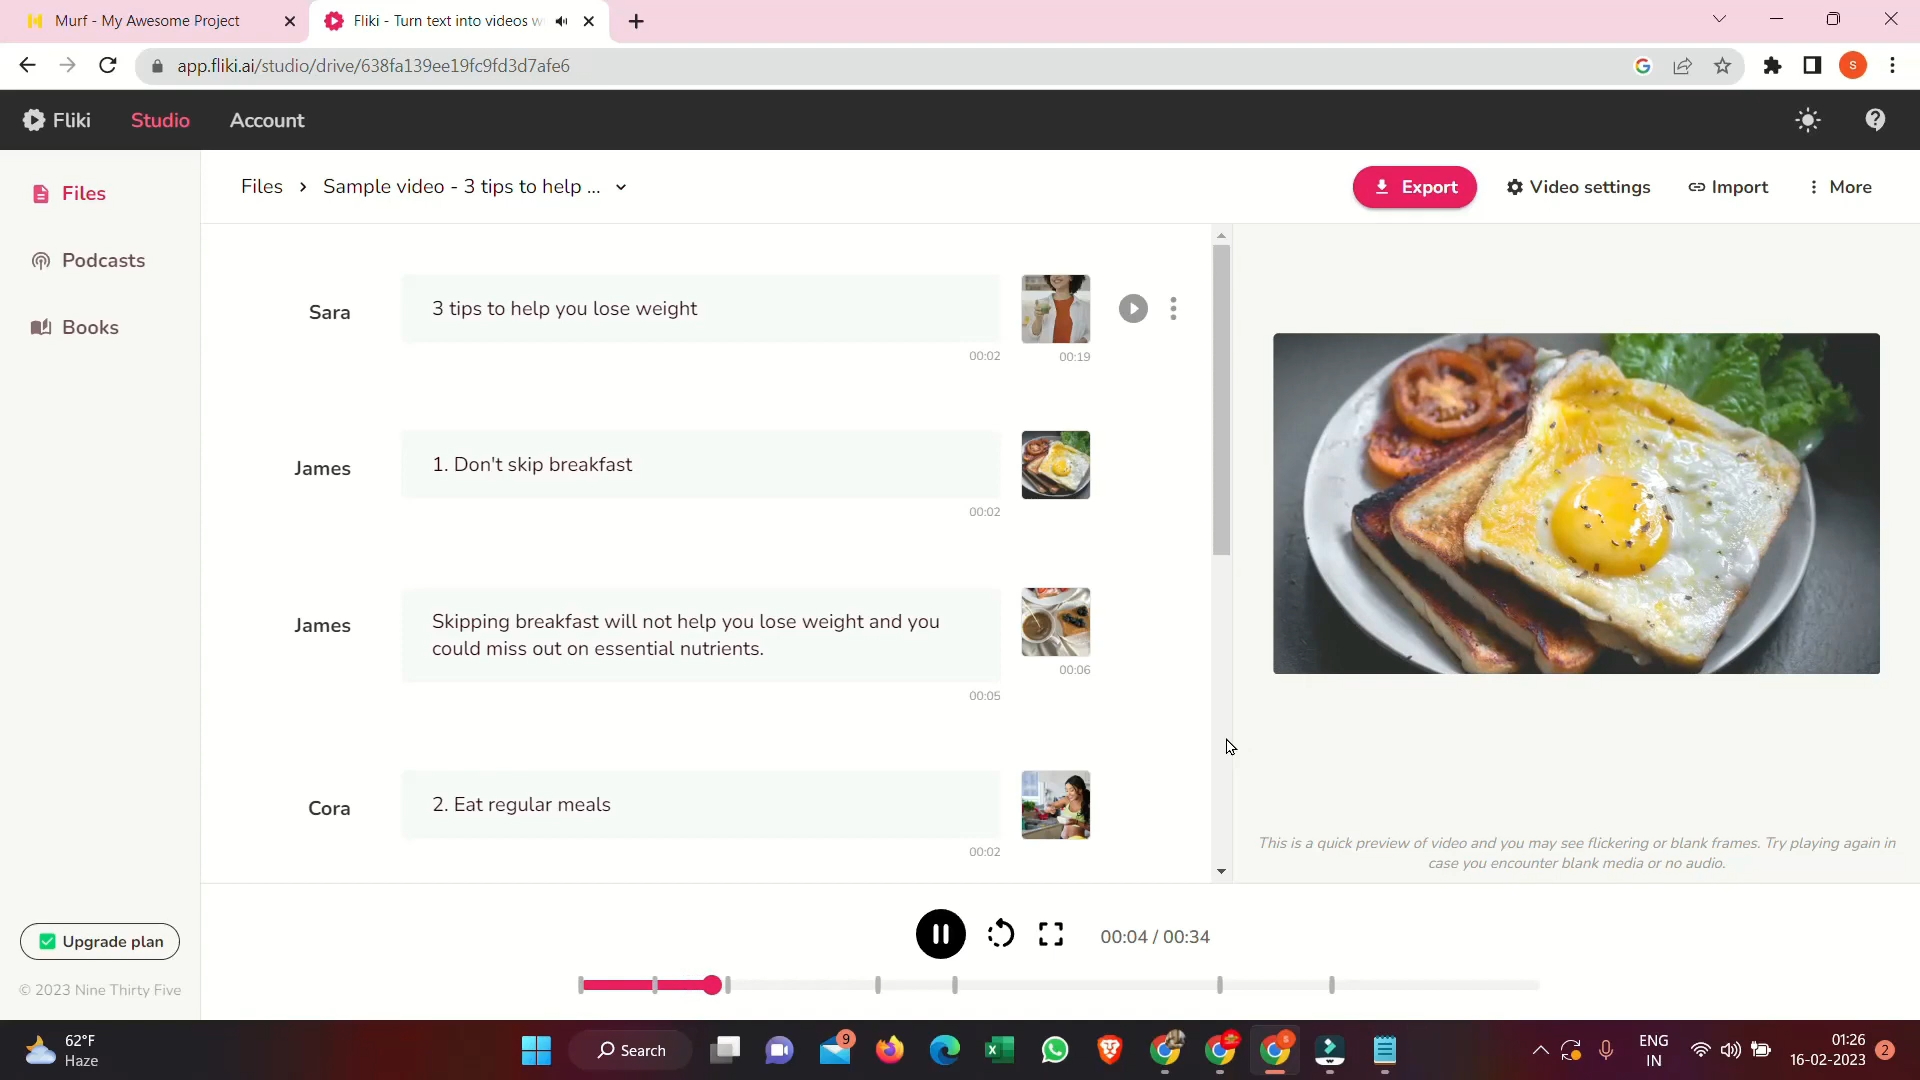 Murf - My Awesome Project
Fliki - Turn text into videos w
app.fliki.ai/studio/drive/638fa139ee19fc9fd3d7afe6
S
Fliki
Studio
Account
Files
Podcasts
Books
Files > Sample video - 3 tips to help ...
Export
Video settings
Import
More
Sara
3 tips to help you lose weight
00:02
00:19
James
1. Don't skip breakfast
00:02
James
Skipping breakfast will not help you lose weight and you
could miss out on essential nutrients.
00:06
00:05
Cora
2. Eat regular meals
00:02
This is a quick preview of video and you may see flickering or blank frames. Try playing again in
case you encounter blank media or no audio.
Upgrade plan
© 2023 Nine Thirty Five
00:04 / 00:34
62°F
Haze
Search
9
S
ENG
IN
01:26
16-02-2023
2